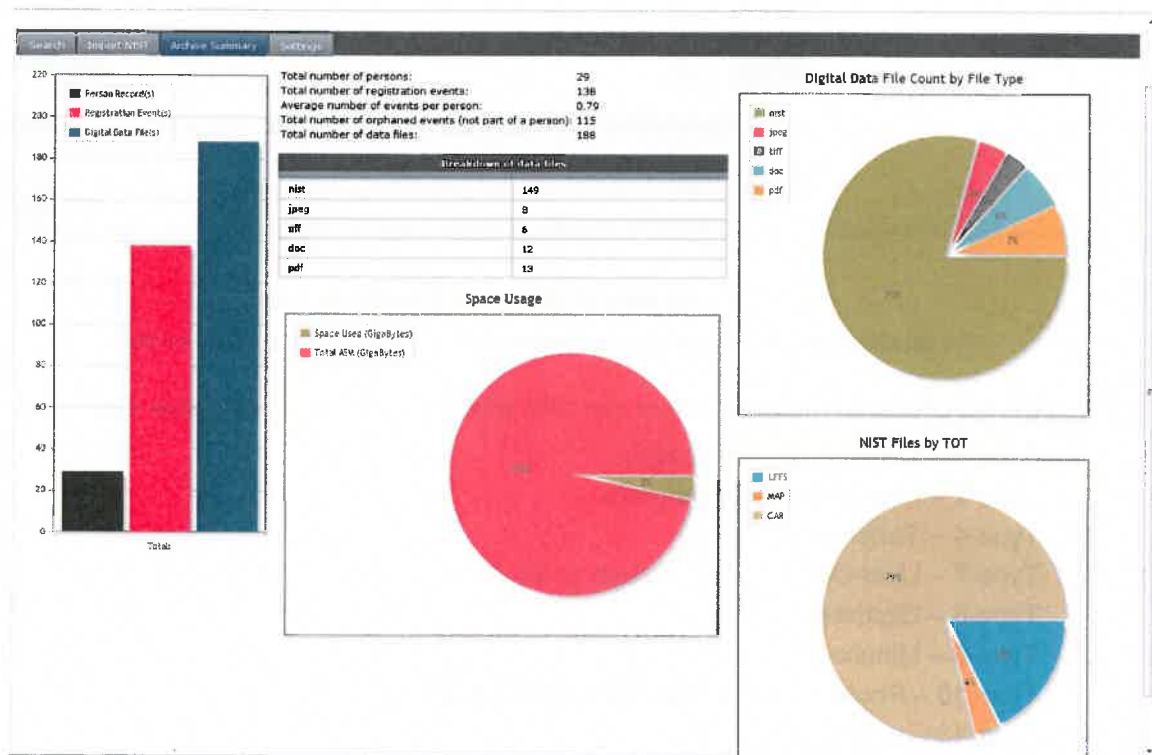 Search
Import NIST
Archive Summary
Settings
220
200
180
160
140
120
100
80
60
40
20
0
Person Record(s)
Registration Event(s)
Digital Data File(s)
Totals
Total number of persons: 29
Total number of registration events: 138
Average number of events per person: 0.79
Total number of orphaned events (not part of a person): 115
Total number of data files: 188
Breakdown of data files
nist 149
jpeg 8
tiff 6
doc 12
pdf 13
Space Usage
Space Used (GigaBytes)
Total ASM (GigaBytes)
Digital Data File Count by File Type
nist
jpeg
tiff
doc
pdf
7%
NIST Files by TOT
LFFS
MAP
CAR
79%